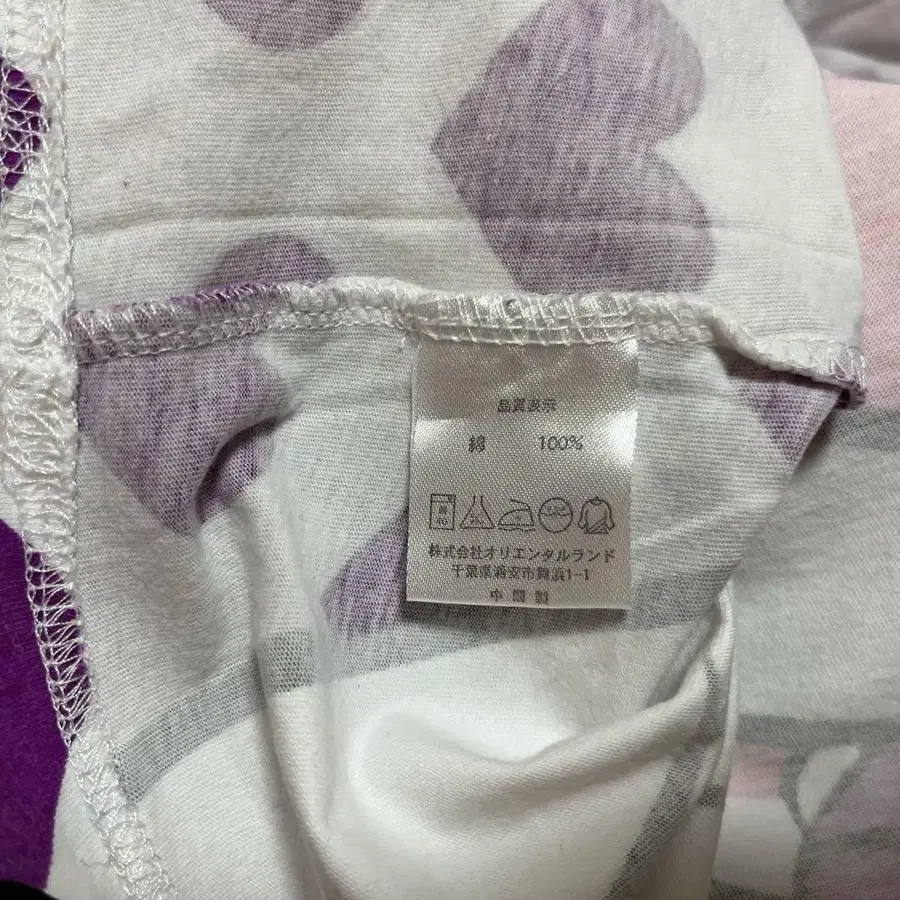 品質表示
綿 100%
株式会社オリエンタルランド
千葉県浦安市舞浜1-1
中国製